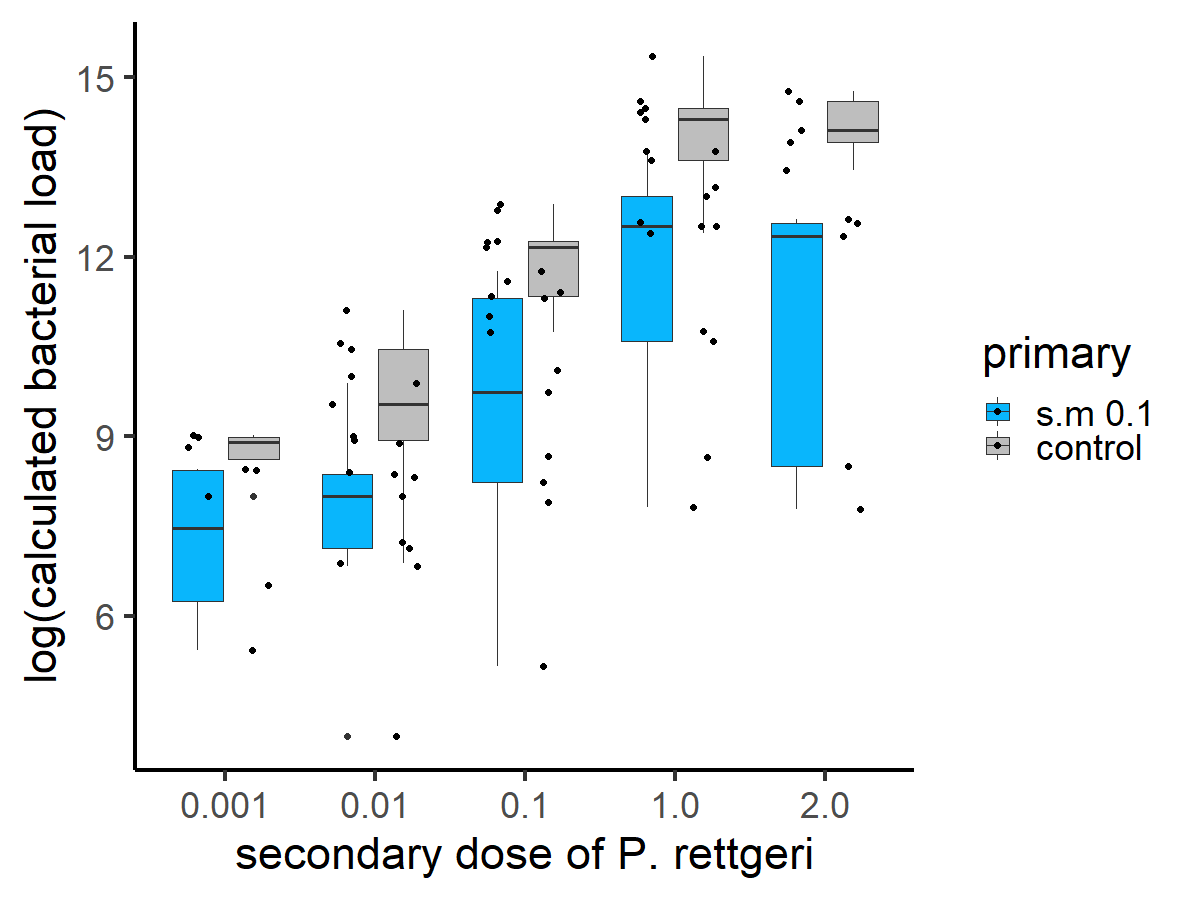 log(calculated bacterial load)
15
12
9
6
0.001 0.01 0.1 1.0 2.0
secondary dose of P. rettgeri
primary
s.m 0.1
control